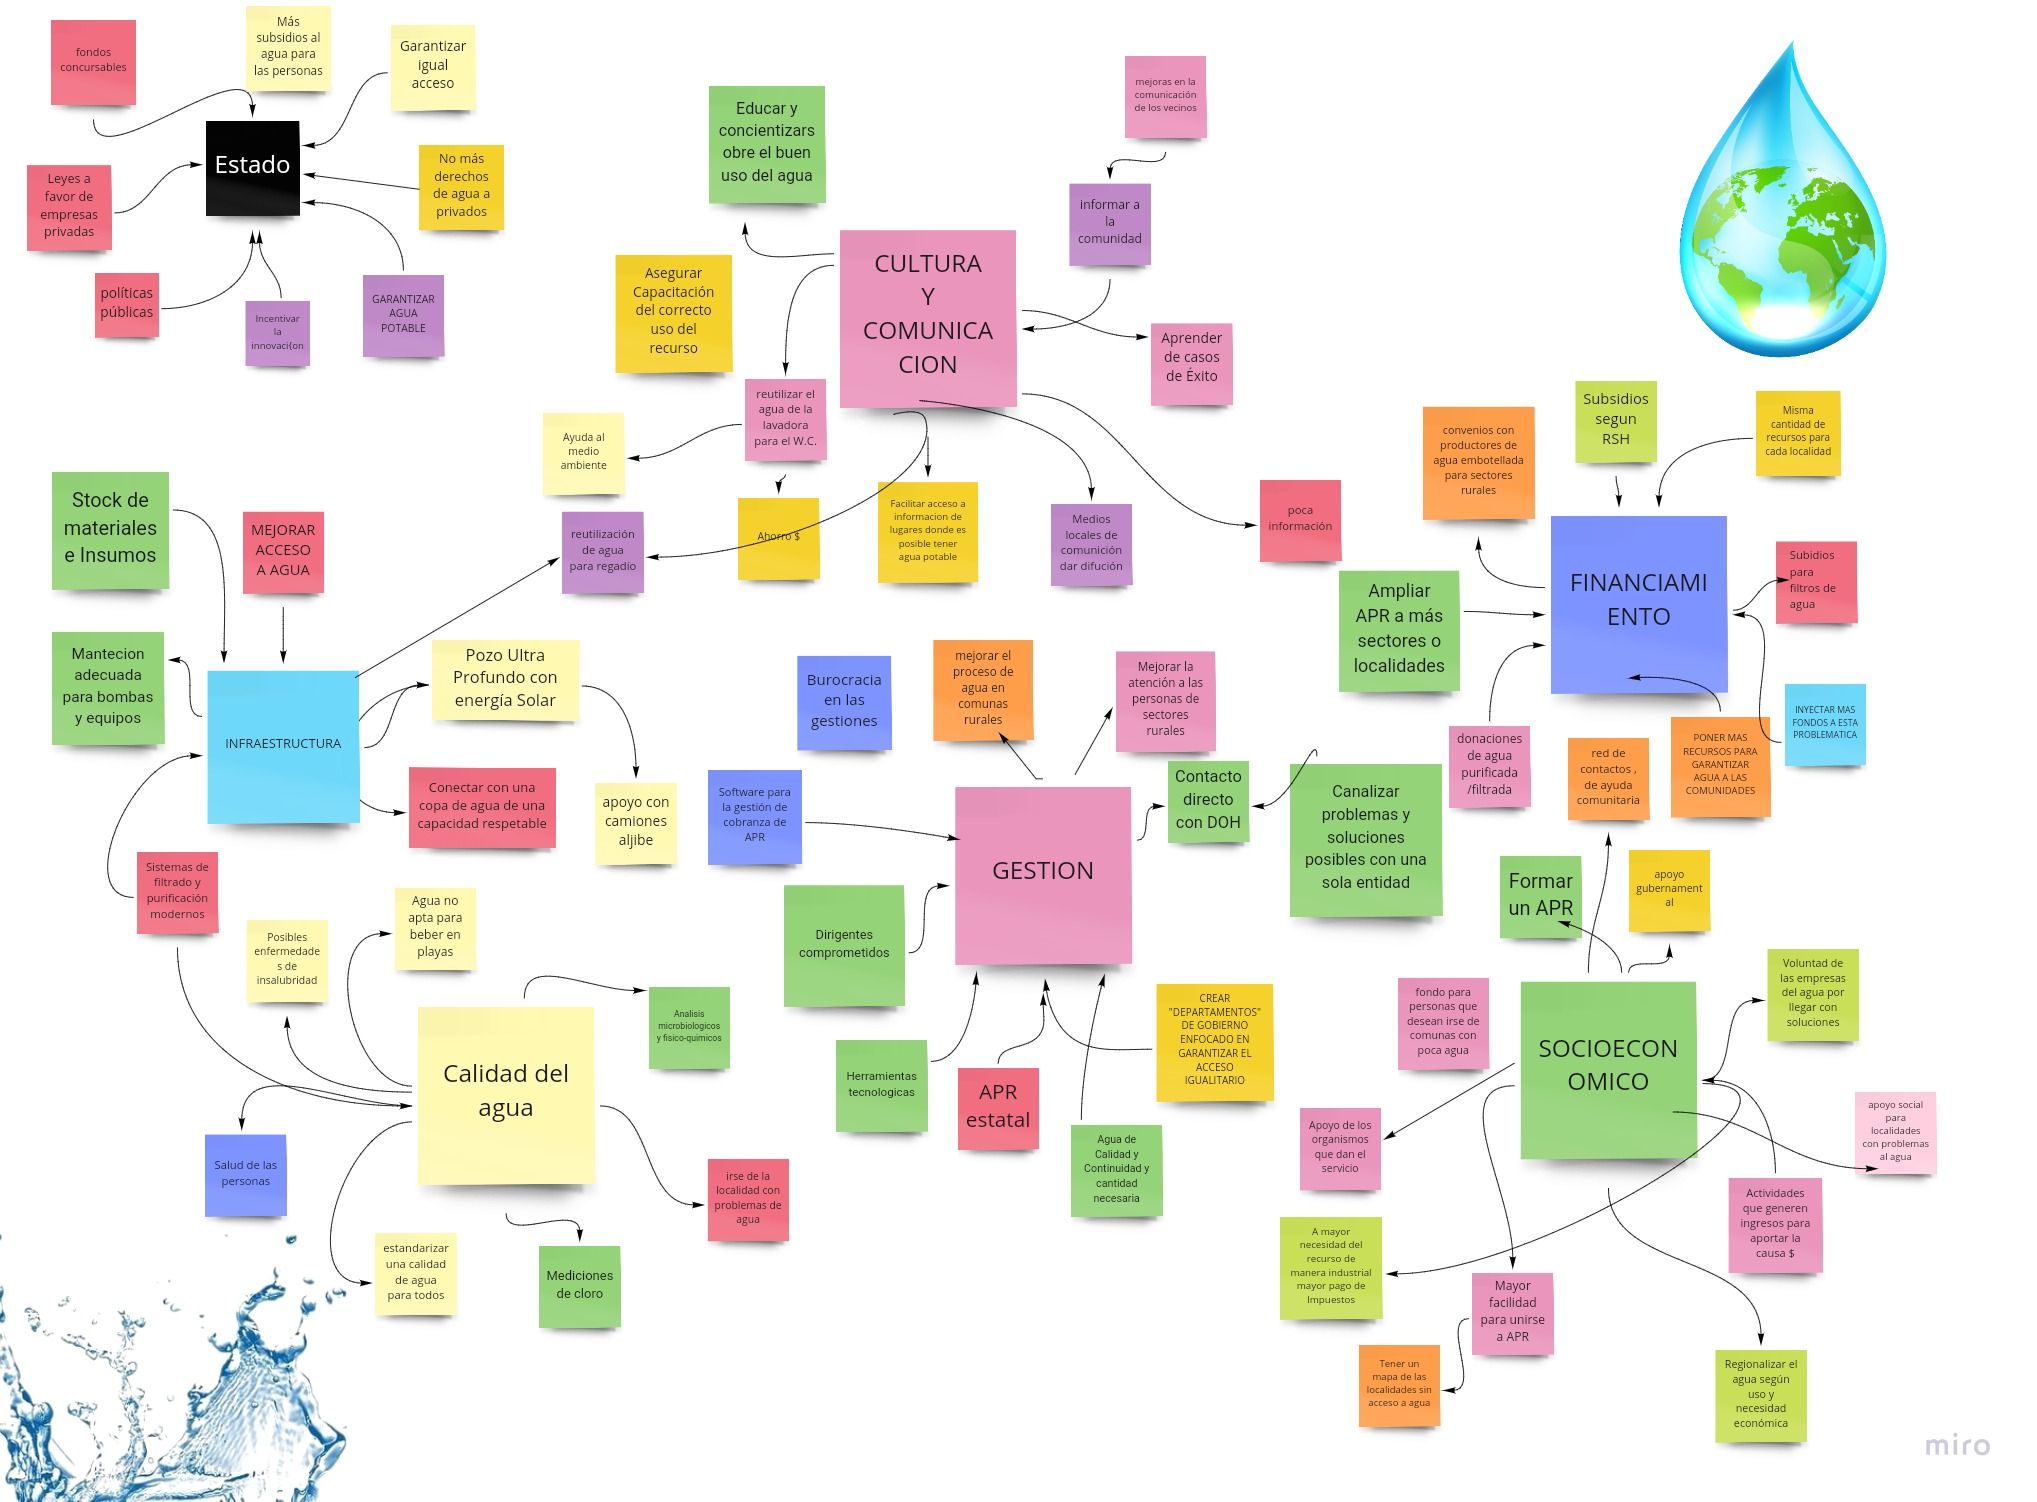 fondos
concursables
Más
subsidios al
agua para
las personas
Garantizar
igual
acceso
Estado
Leyes a
favor de
empresas
privadas
No más
derechos
de agua a
privados
políticas
públicas
Incentivar
la
innovaci{on
GARANTIZAR
AGUA
POTABLE
Educar y
concientizars
obre el buen
uso del agua
mejoras en la
comunicación
de los vecinos
informar a
la
comunidad
Asegurar
Capacitación
del correcto
uso del
recurso
CULTURA
Y
COMUNICA
CION
Aprender
de casos
de Éxito
reutilizar el
agua de la
lavadora
para el W.C.
Ayuda al
medio
ambiente
reutilización
de agua
para regadío
Ahorro $
Facilitar acceso a
informacion de
lugares donde es
posible tener
agua potable
Medios
locales de
comunición
dar difución
poca
información
Stock de
materiales
e Insumos
MEJORAR
ACCESO
A AGUA
Mantecion
adecuada
para bombas
y equipos
INFRAESTRUCTURA
Pozo Ultra
Profundo con
energía Solar
Conectar con una
copa de agua de una
capacidad respetable
apoyo con
camiones
aljibe
Sistemas de
filtrado y
purificación
modernos
convenios con
productores de
agua embotellada
para sectores
rurales
Subsidios
segun
RSH
Misma
cantidad de
recursos para
cada localidad
FINANCIAMI
ENTO
Subidios
para
filtros de
agua
Ampliar
APR a más
sectores o
localidades
donaciones
de agua
purificada
/filtrada
PONER MAS
RECURSOS PARA
GARANTIZAR
AGUA A LAS
COMUNIDADES
INYECTAR MAS
FONDOS A ESTA
PROBLEMATICA
Burocracia
en las
gestiones
mejorar el
proceso de
agua en
comunas
rurales
Mejorar la
atención a las
personas de
sectores
rurales
Software para
la gestión de
cobranza de
APR
GESTION
Contacto
directo
con DOH
Canalizar
problemas y
soluciones
posibles con una
sola entidad
Dirigentes
comprometidos
Herramientas
tecnologicas
APR
estatal
Agua de
Calidad y
Continuidad y
cantidad
necesaria
CREAR
"DEPARTAMENTOS"
DE GOBIERNO
ENFOCADO EN
GARANTIZAR EL
ACCESO
IGUALITARIO
Posibles
enfermedade
s de
insalubridad
Agua no
apta para
beber en
playas
Analisis
microbiologicos
y fisico-quimicos
Calidad del
agua
Salud de las
personas
irse de la
localidad con
problemas de
agua
estandarizar
una calidad
de agua
para todos
Mediciones
de cloro
red de
contactos ,
de ayuda
comunitaria
Formar
un APR
apoyo
gubernament
al
fondo para
personas que
desean irse de
comunas con
poca agua
SOCIOECON
OMICO
Voluntad de
las empresas
del agua por
llegar con
soluciones
Apoyo de los
organismos
que dan el
servicio
apoyo social
para
localidades
con problemas
al agua
Actividades
que generen
ingresos para
aportar la
causa $
A mayor
necesidad del
recurso de
manera industrial
mayor pago de
Impuestos
Mayor
facilidad
para unirse
a APR
Tener un
mapa de las
localidades sin
acceso a agua
Regionalizar el
agua según
uso y
necesidad
económica
miro